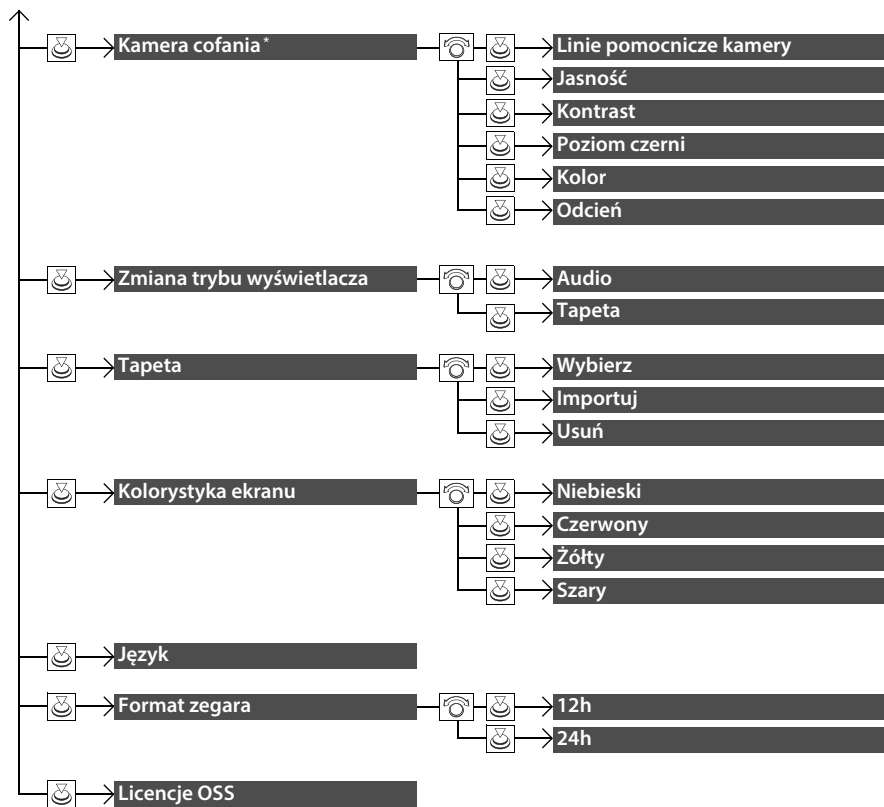 Kamera cofania*
Linie pomocnicze kamery
Jasność
Kontrast
Poziom czerni
Kolor
Odcień
Zmiana trybu wyświetlacza
Audio
Tapeta
Tapeta
Wybierz
Importuj
Usuń
Kolorystyka ekranu
Niebieski
Czerwony
Żółty
Szary
Język
Format zegara
12h
24h
Licencje OSS